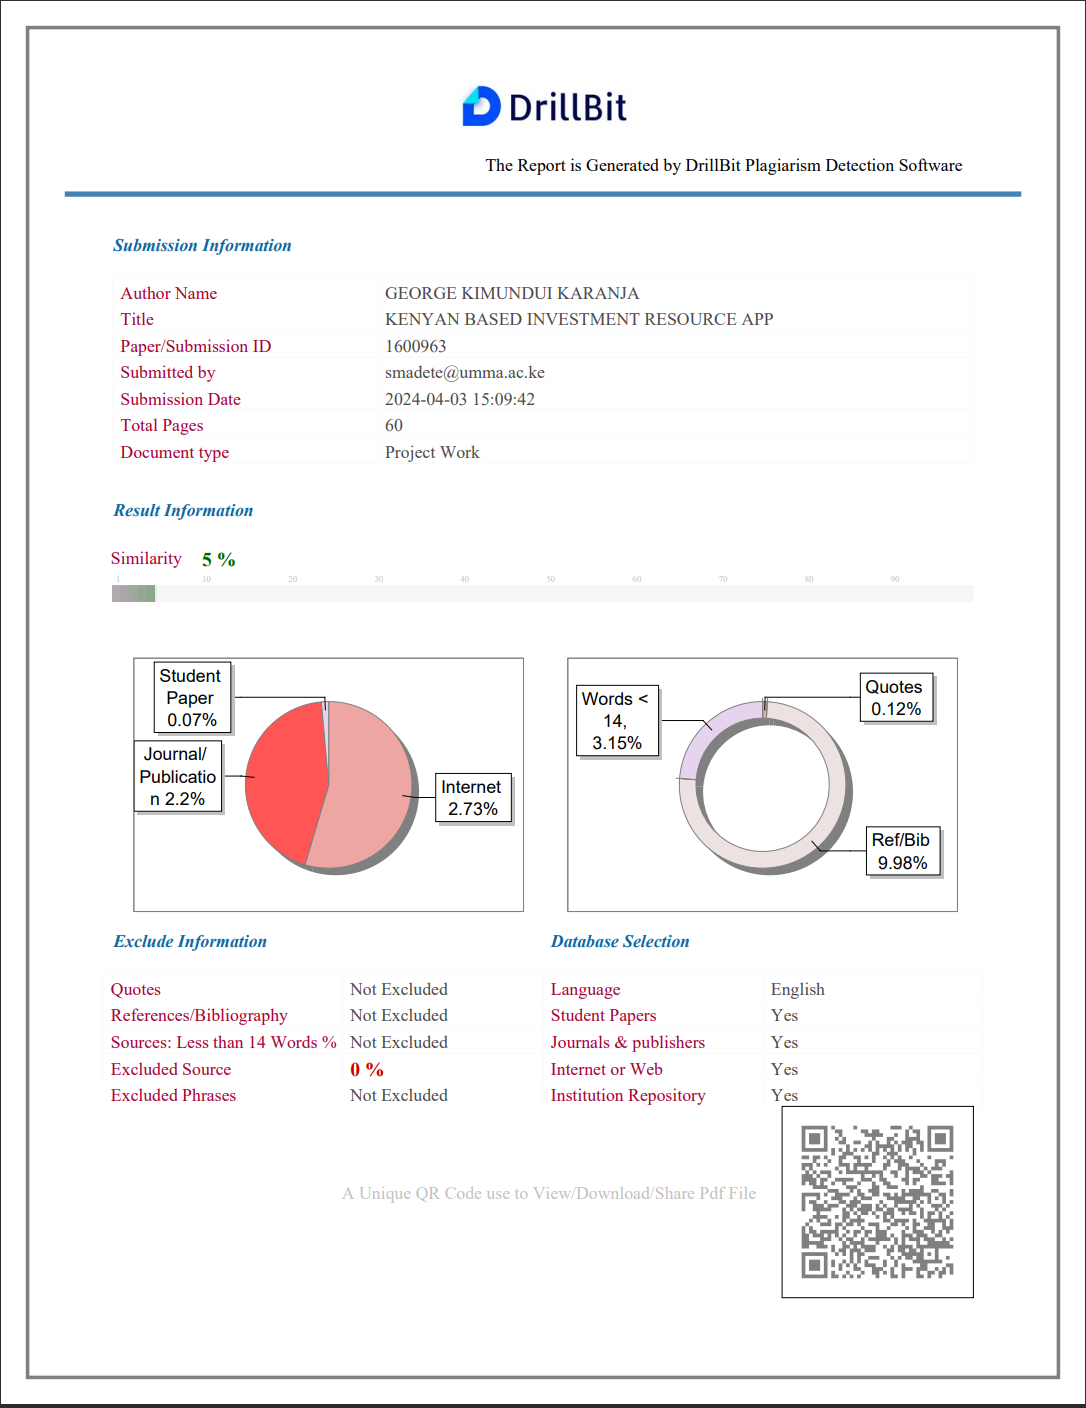 DrillBit
The Report is Generated by DrillBit Plagiarism Detection Software
Submission Information
Author Name GEORGE KIMUNDUI KARANJA
Title KENYAN BASED INVESTMENT RESOURCE APP
Paper/Submission ID 1600963
Submitted by smadete@umma.ac.ke
Submission Date 2024-04-03 15:09:42
Total Pages 60
Document type Project Work
Result Information
Similarity 5 %
1 10 20 30 40 50 60 70 80 90
Student
Paper
0.07%
Journal/
Publicatio
n 2.2%
Internet
2.73%
Words <
14,
3.15%
Quotes
0.12%
Ref/Bib
9.98%
Exclude Information
Quotes Not Excluded
References/Bibliography Not Excluded
Sources: Less than 14 Words % Not Excluded
Excluded Source 0 %
Excluded Phrases Not Excluded
Database Selection
Language English
Student Papers Yes
Journals & publishers Yes
Internet or Web Yes
Institution Repository Yes
A Unique QR Code use to View/Download/Share Pdf File